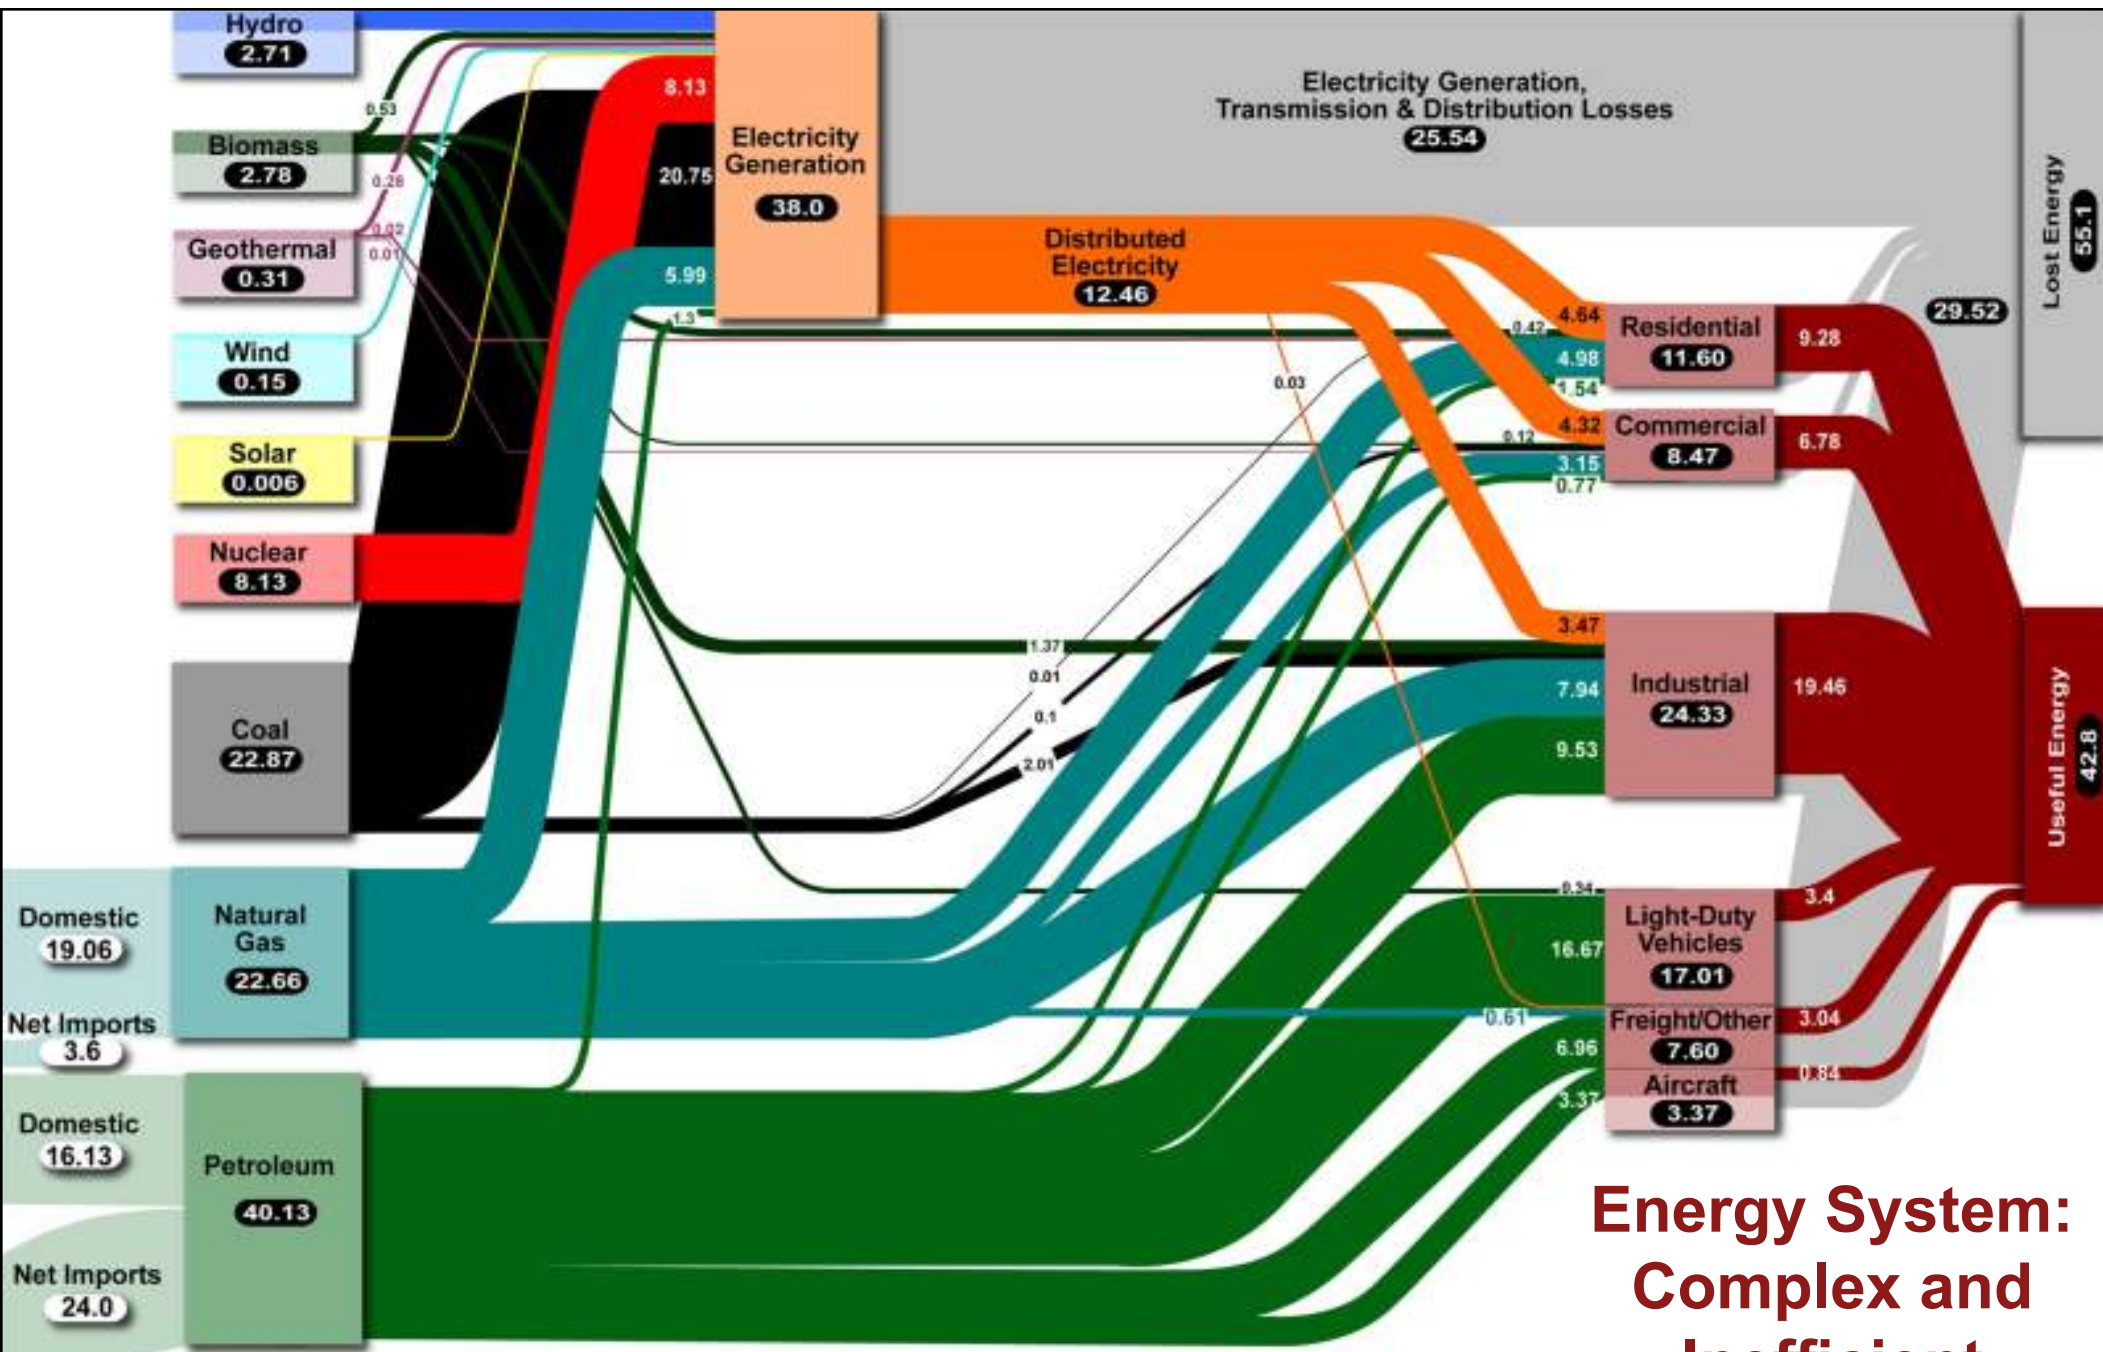 Hydro
2.71
0.53
Biomass
2.78
0.28
0.02
Geothermal
0.01
0.31
Wind
0.15
Solar
0.006
Nuclear
8.13
Coal
22.87
Domestic
19.06
Natural
Gas
22.66
Net Imports
3.6
Domestic
16.13
Petroleum
40.13
Net Imports
24.0
8.13
20.75
5.99
1.3
Electricity
Generation
38.0
Electricity Generation,
Transmission & Distribution Losses
25.54
Distributed
Electricity
12.46
0.03
1.37
0.01
0.1
2.01
4.64
0.42
4.98
1.54
4.32
0.12
3.15
0.77
3.47
7.94
9.53
0.34
16.67
0.61
6.96
3.37
Residential
11.60
9.28
Commercial
8.47
6.78
Industrial
24.33
19.46
Light-Duty
Vehicles
17.01
3.4
Freight/Other
7.60
3.04
Aircraft
3.37
0.84
29.52
Lost Energy
55.1
Useful Energy
42.8
Energy System:
Complex and
Inefficient